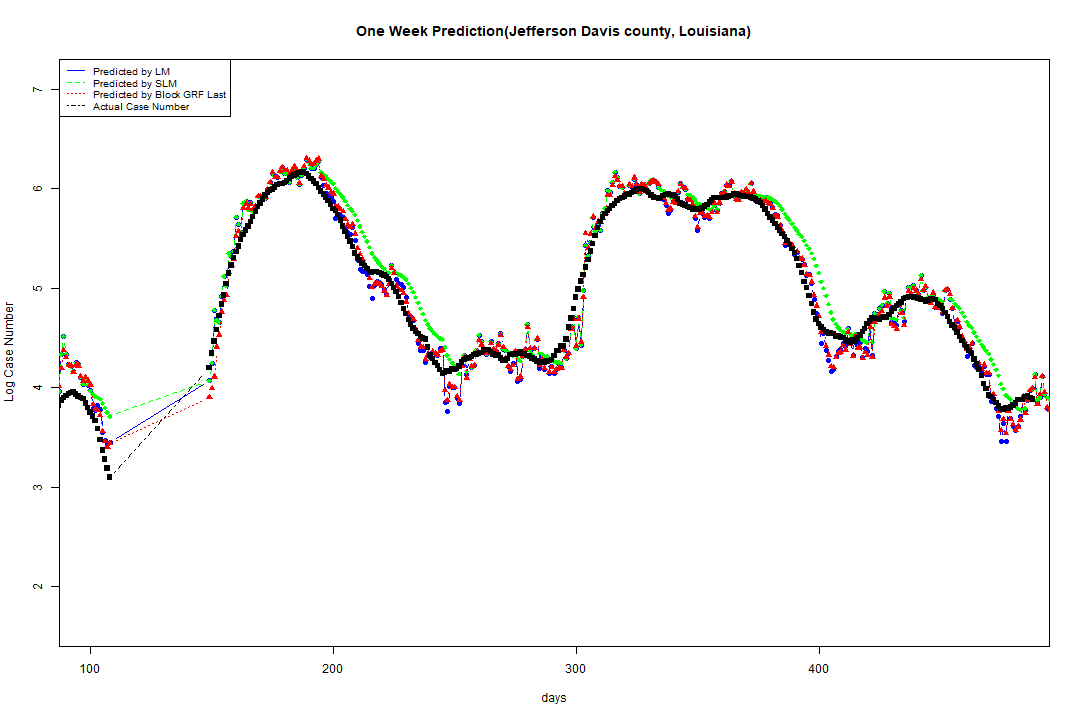 One Week Prediction(Jefferson Davis county, Louisiana)
Predicted by LM
Predicted by SLM
Predicted by Block GRF Last
Actual Case Number
Log Case Number
7
6
5
4
3
2
100 200 300 400
days